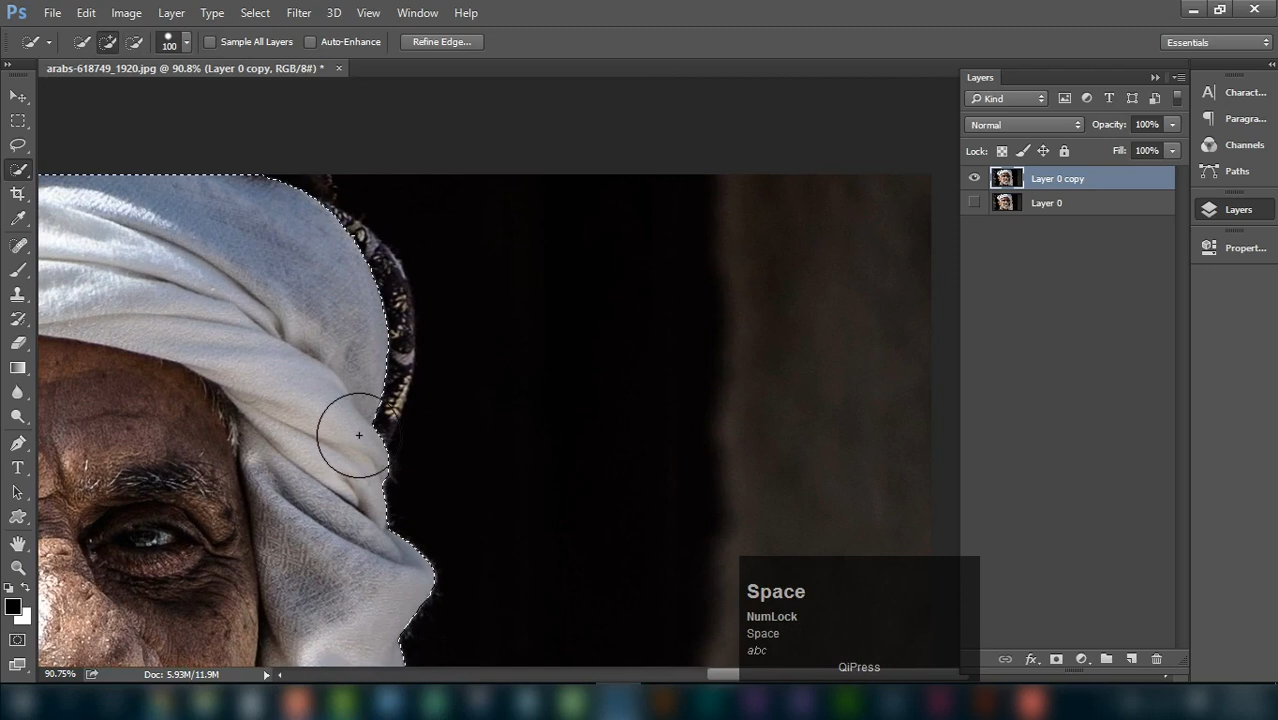 Ps File Edit Image Layer Type Select Filter 3D View Window Help
100 Sample All Layers Auto-Enhance Refine Edge... Essentials
arabs-618749_1920.jpg @ 90.8% (Layer 0 copy, RGB/8#) * ×
Layers
Kind
Normal Opacity: 100%
Lock: Fill: 100%
Layer 0 copy
Layer 0
Charact...
Paragra...
Channels
Paths
Layers
Propert...
Space
NumLock
Space
abc
QiPress
90.75% Doc: 5.93M/11.9M